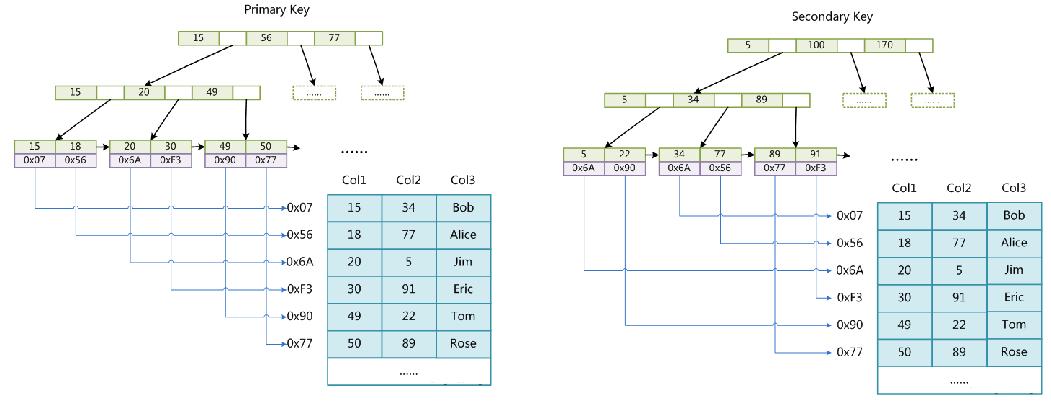 Primary Key
15 56 77
15 20 49
...... ......
15 18 20 30 49 50
0x07 0x56 0x6A 0xF3 0x90 0x77
......
Col1 Col2 Col3
0x07 15 34 Bob
0x56 18 77 Alice
0x6A 20 5 Jim
0xF3 30 91 Eric
0x90 49 22 Tom
0x77 50 89 Rose
......
Secondary Key
5 100 170
5 34 89
...... ......
5 22 34 77 89 91
0x6A 0x90 0x6A 0x56 0x77 0xF3
......
Col1 Col2 Col3
0x07 15 34 Bob
0x56 18 77 Alice
0x6A 20 5 Jim
0xF3 30 91 Eric
0x90 49 22 Tom
0x77 50 89 Rose
......